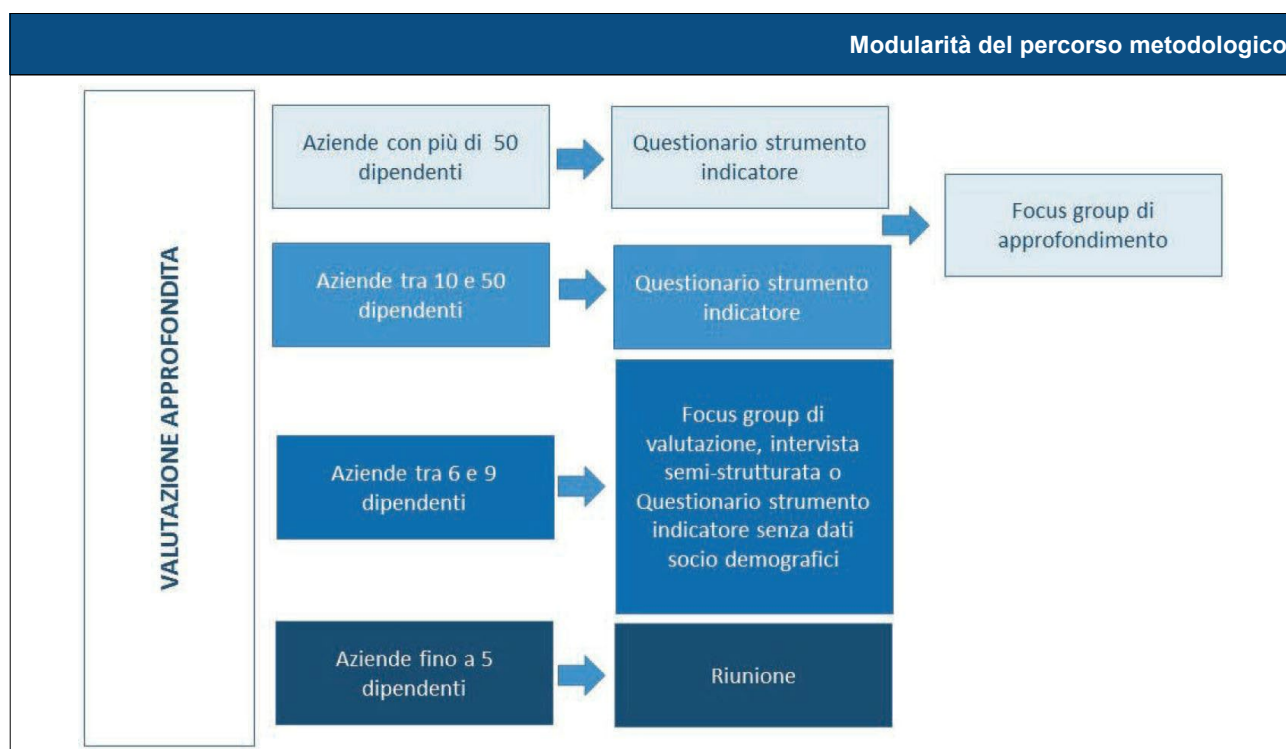 Modularità del percorso metodologico
VALUTAZIONE APPROFONDITA
Aziende con più di 50
dipendenti
Questionario strumento
indicatore
Focus group di
approfondimento
Aziende tra 10 e 50
dipendenti
Questionario strumento
indicatore
Aziende tra 6 e 9
dipendenti
Focus group di
valutazione, intervista
semi-strutturata o
Questionario strumento
indicatore senza dati
socio demografici
Aziende fino a 5
dipendenti
Riunione